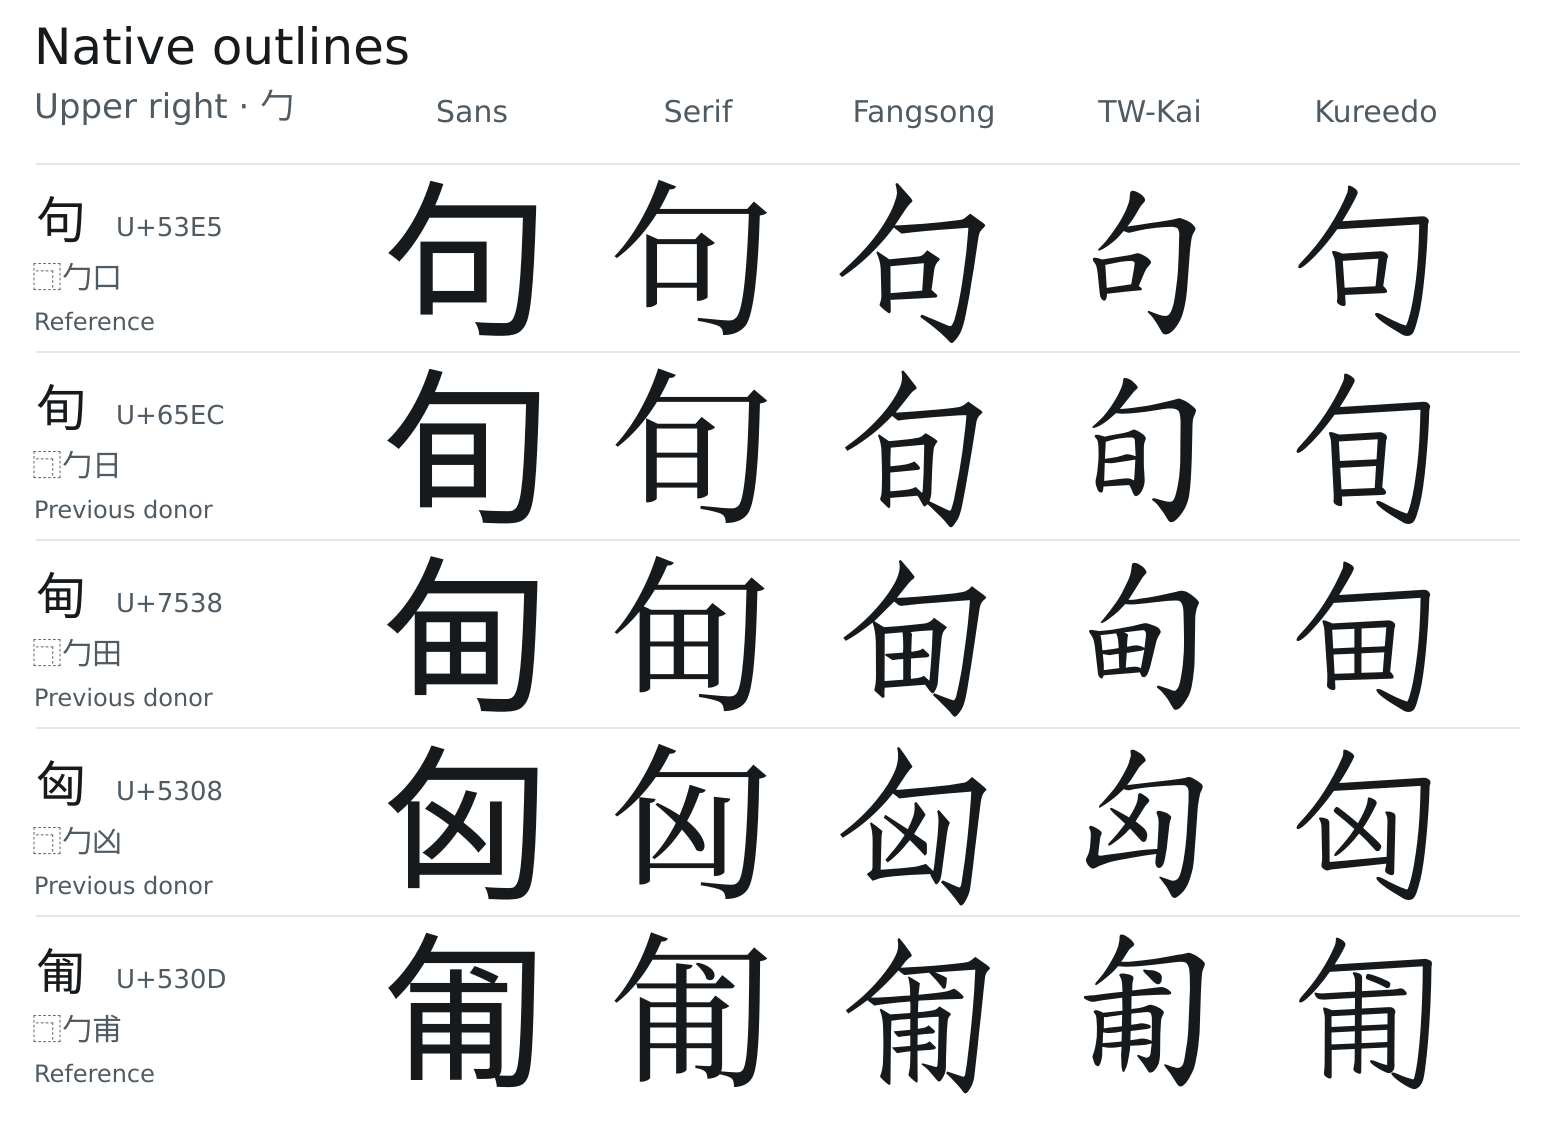 Native outlines
Upper right · 勹 Sans Serif Fangsong TW-Kai Kureedo
句 U+53E5 句 句 句 句 句
⿹勹口
Reference
旬 U+65EC 旬 旬 旬 旬 旬
⿹勹日
Previous donor
甸 U+7538 甸 甸 甸 甸 甸
⿹勹田
Previous donor
匈 U+5308 匈 匈 匈 匈 匈
⿹勹凶
Previous donor
匍 U+530D 匍 匍 匍 匍 匍
⿹勹甫
Reference